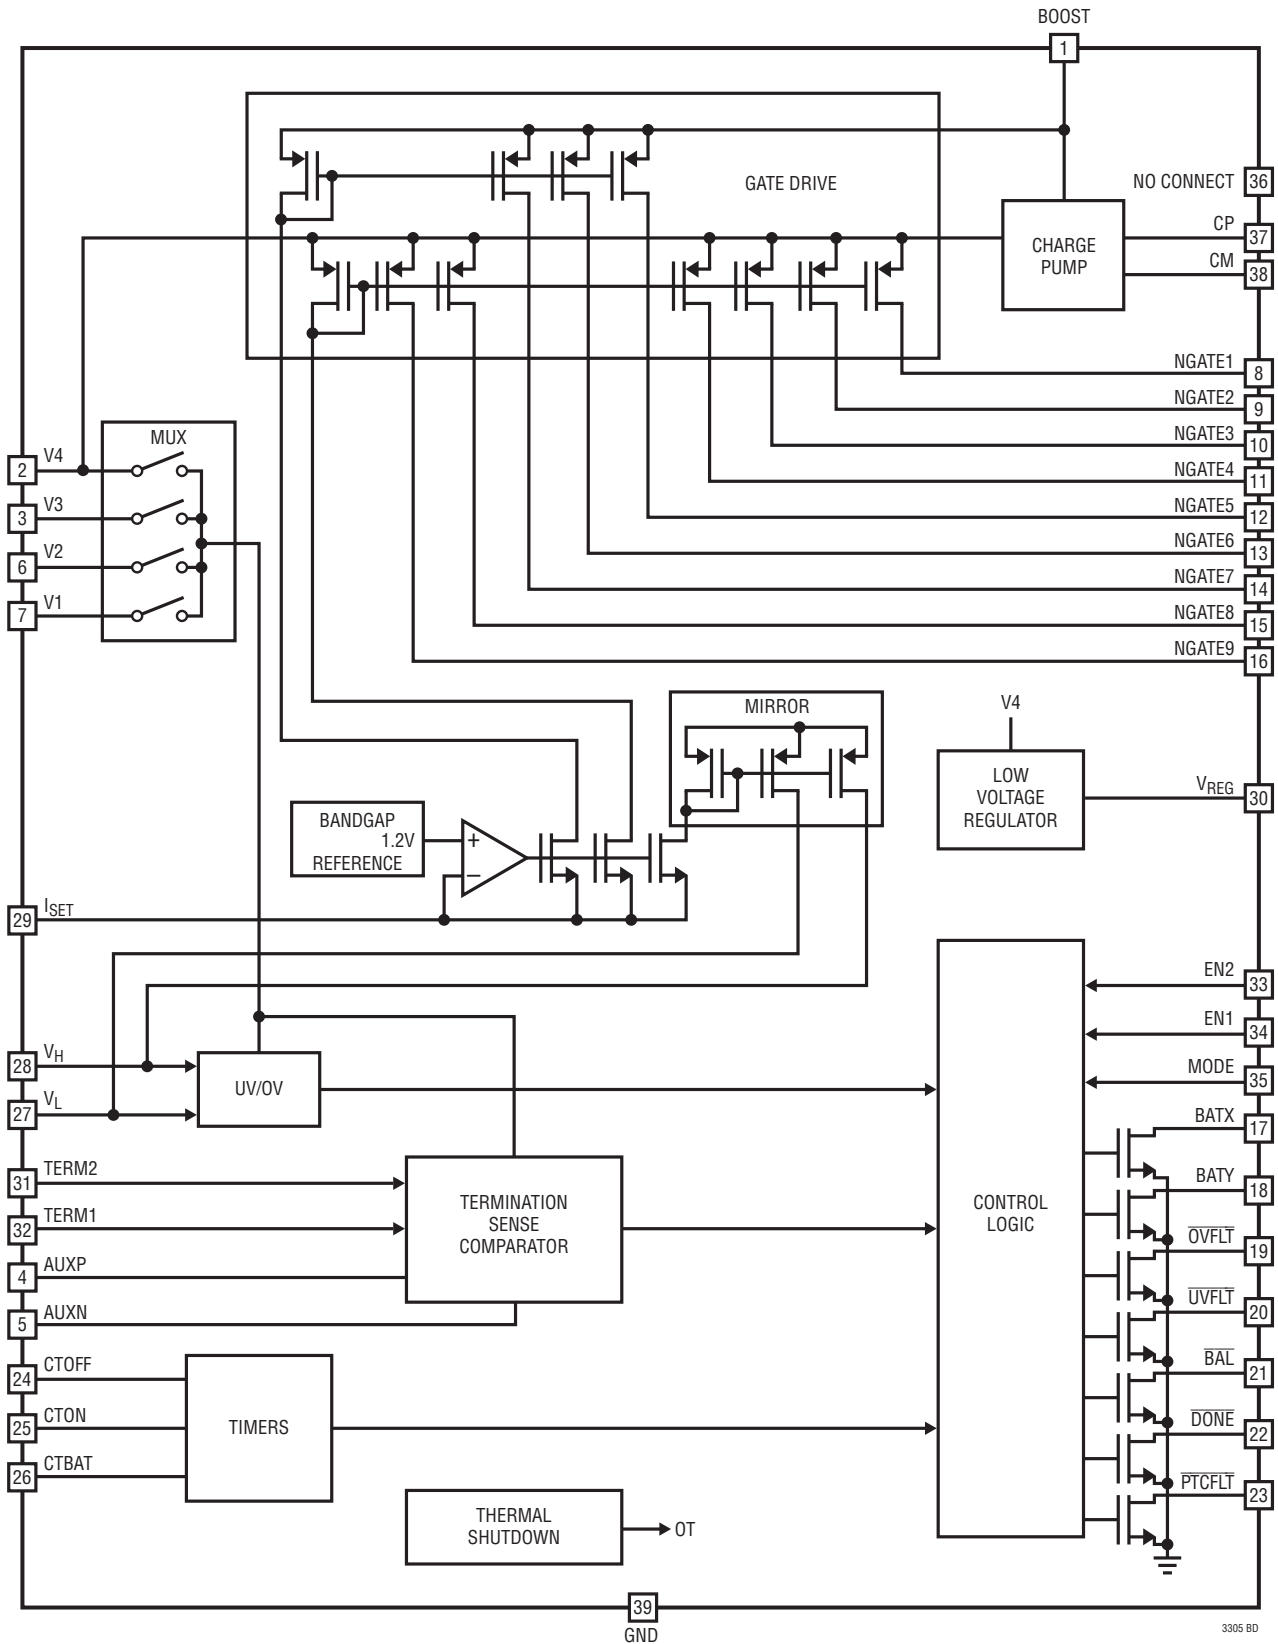 BOOST
1
GATE DRIVE
NO CONNECT 36
CP 37
CM 38
CHARGE
PUMP
NGATE1 8
NGATE2 9
NGATE3 10
NGATE4 11
NGATE5 12
NGATE6 13
NGATE7 14
NGATE8 15
NGATE9 16
MUX
2 V4
3 V3
6 V2
7 V1
MIRROR
V4
LOW
VOLTAGE
REGULATOR
VREG 30
BANDGAP
1.2V
REFERENCE
+
–
29 ISET
EN2 33
EN1 34
MODE 35
28 VH
27 VL
UV/OV
31 TERM2
32 TERM1
4 AUXP
5 AUXN
TERMINATION
SENSE
COMPARATOR
CONTROL
LOGIC
BATX 17
BATY 18
OVFLT 19
UVFLT 20
BAL 21
DONE 22
PTCFLT 23
24 CTOFF
25 CTON
26 CTBAT
TIMERS
THERMAL
SHUTDOWN
OT
39
GND
3305 BD